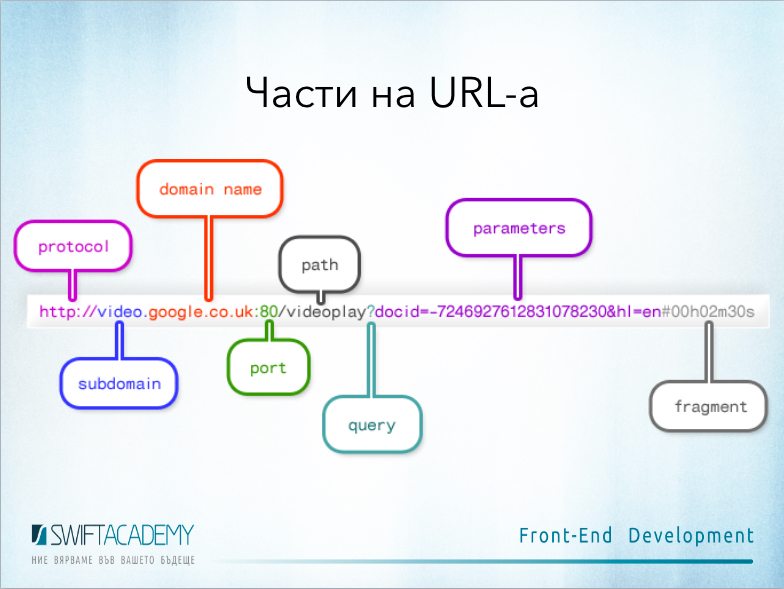 Части на URL-а
domain name
parameters
protocol
path
http://video.google.co.uk:80/videoplay?docid=-7246927612831078230&hl=en#00h02m30s
subdomain
port
query
fragment
SWIFTACADEMY
НИЕ ВЯРВАМЕ ВЪВ ВАШЕТО БЪДЕЩЕ
Front-End Development